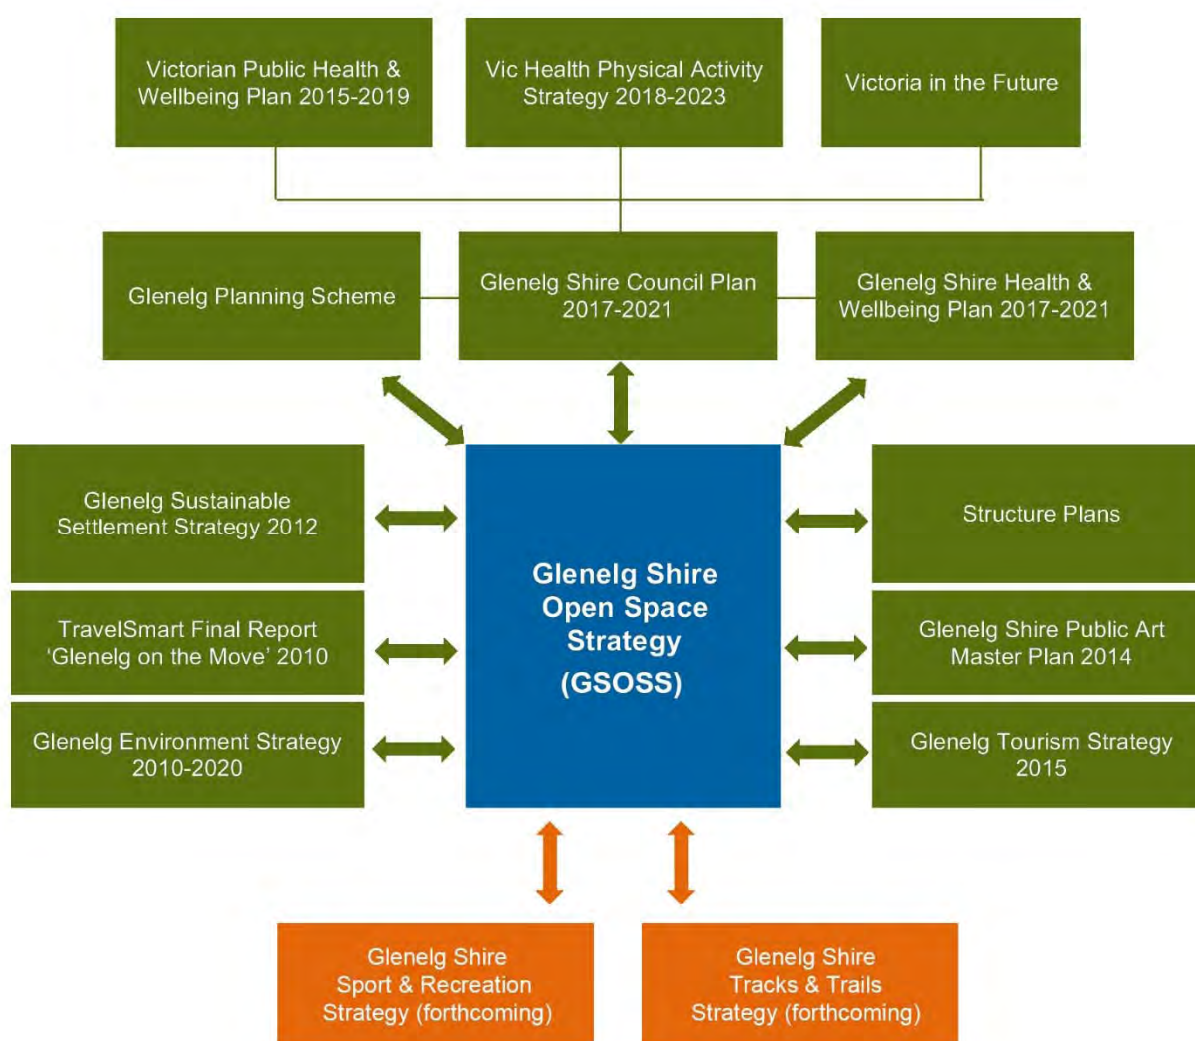 Victorian Public Health &
Wellbeing Plan 2015-2019
Vic Health Physical Activity
Strategy 2018-2023
Victoria in the Future
Glenelg Planning Scheme
Glenelg Shire Council Plan
2017-2021
Glenelg Shire Health &
Wellbeing Plan 2017-2021
Glenelg Sustainable
Settlement Strategy 2012
TravelSmart Final Report
‘Glenelg on the Move’ 2010
Glenelg Environment Strategy
2010-2020
Glenelg Shire
Open Space
Strategy
(GSOSS)
Structure Plans
Glenelg Shire Public Art
Master Plan 2014
Glenelg Tourism Strategy
2015
Glenelg Shire
Sport & Recreation
Strategy (forthcoming)
Glenelg Shire
Tracks & Trails
Strategy (forthcoming)